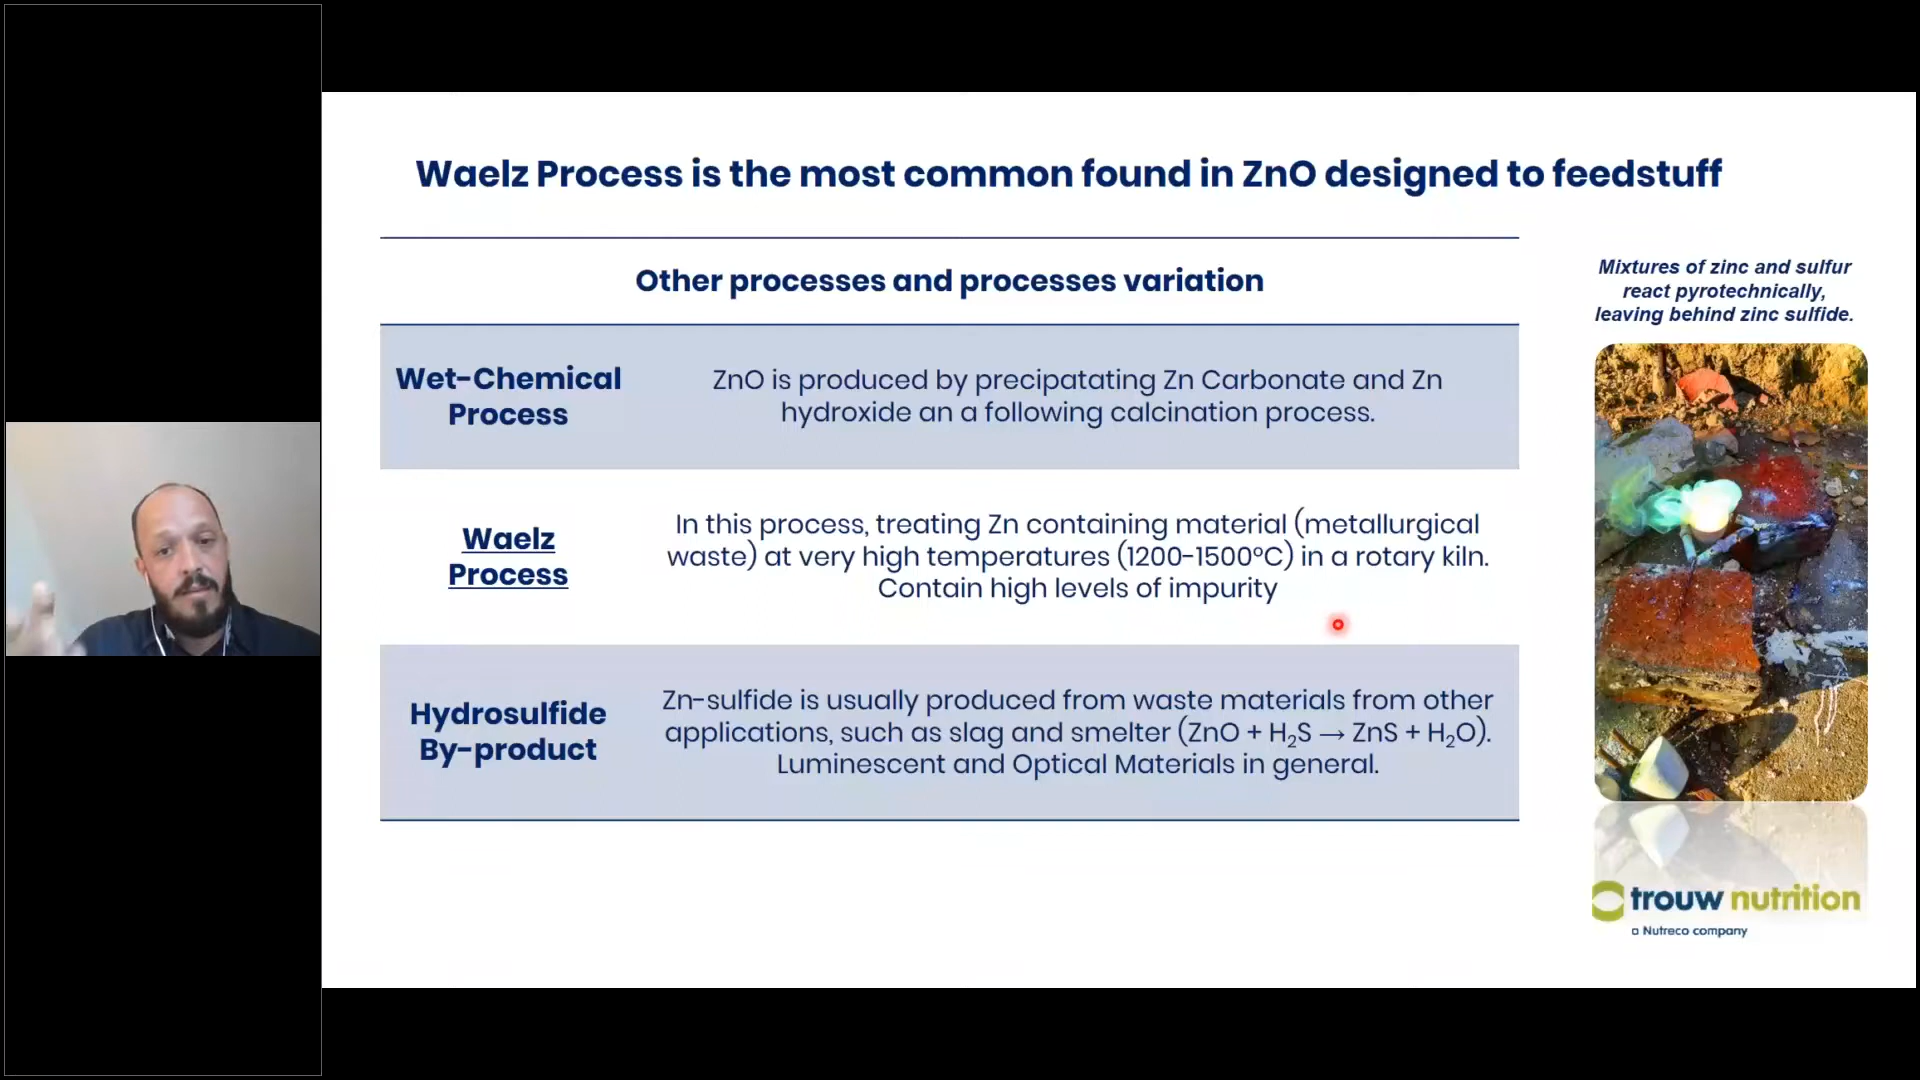 Waelz Process is the most common found in ZnO designed to feedstuff
Other processes and processes variation
Wet-Chemical
Process
ZnO is produced by precipatating Zn Carbonate and Zn
hydroxide an a following calcination process.
Waelz
Process
In this process, treating Zn containing material (metallurgical
waste) at very high temperatures (1200-1500ºC) in a rotary kiln.
Contain high levels of impurity
Hydrosulfide
By-product
Zn-sulfide is usually produced from waste materials from other
applications, such as slag and smelter (ZnO + H₂S → ZnS + H₂O).
Luminescent and Optical Materials in general.
Mixtures of zinc and sulfur
react pyrotechnically,
leaving behind zinc sulfide.
trouw nutrition
a Nutreco company